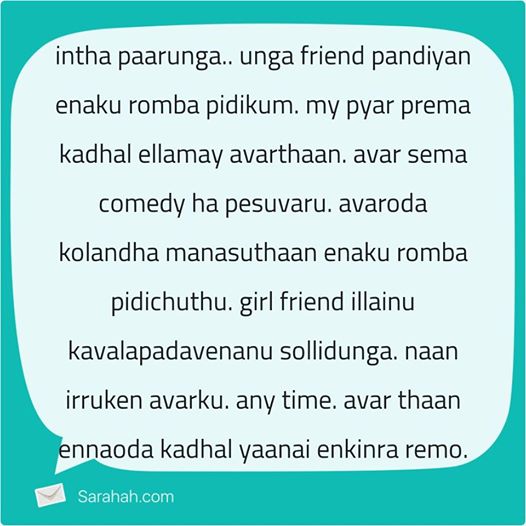 intha paarunga.. unga friend pandiyan
enaku romba pidikum. my pyar prema
kadhal ellamay avarthaan. avar sema
comedy ha pesuvaru. avaroda
kolandha manasuthaan enaku romba
pidichuthu. girl friend illainu
kavalapadavenanu sollidunga. naan
irruken avarku. any time. avar thaan
ennaoda kadhal yaanai enkinra remo.
Sarahah.com